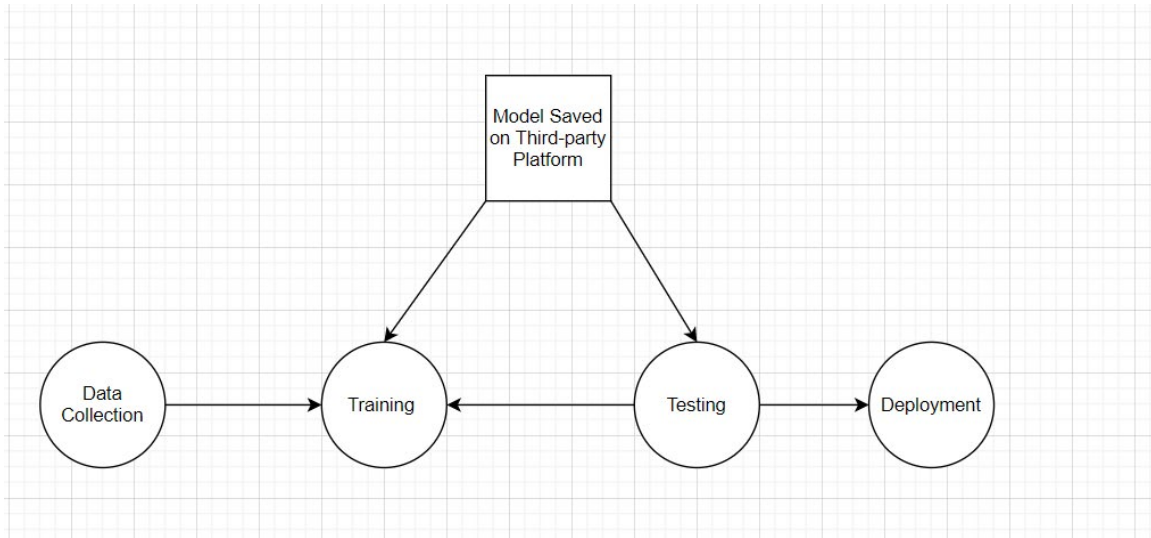 Model Saved
on Third-party
Platform
Data
Collection
Training
Testing
Deployment